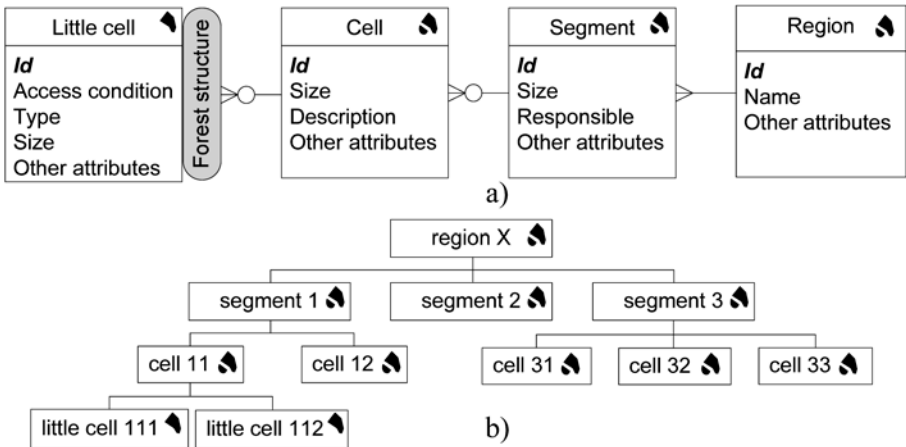 Little cell
Id
Access condition
Type
Size
Other attributes
Forest structure
Cell
Id
Size
Description
Other attributes
Segment
Id
Size
Responsible
Other attributes
Region
Id
Name
Other attributes
a)
region X
segment 1
segment 2
segment 3
cell 11
cell 12
cell 31
cell 32
cell 33
little cell 111
little cell 112
b)